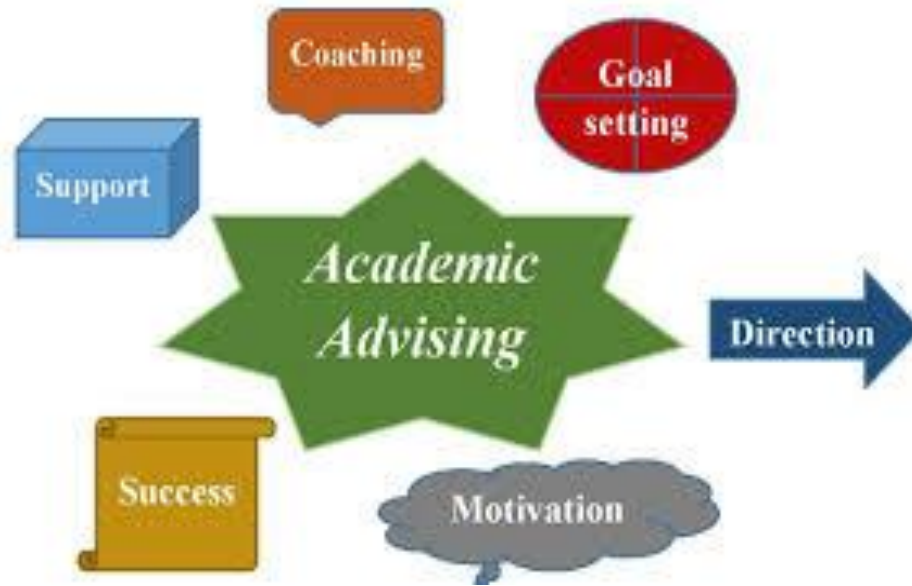 Coaching
Goal
setting
Support
Academic
Advising
Direction
Success
Motivation